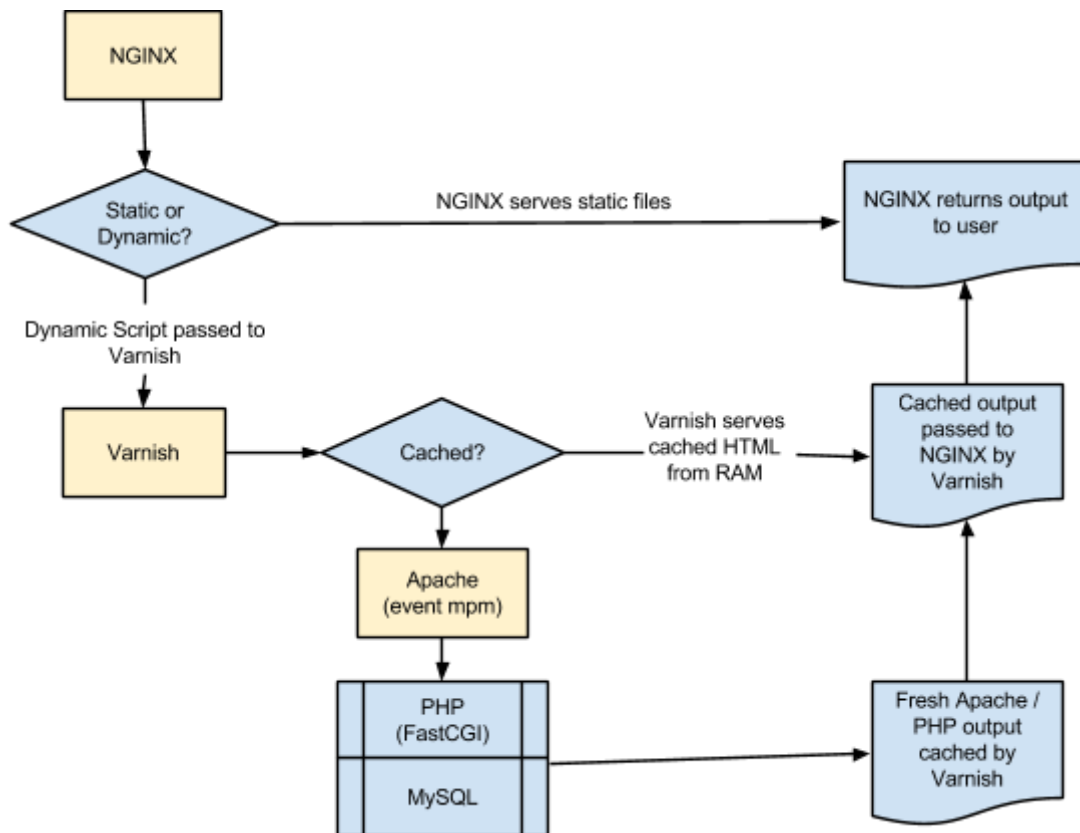 NGINX
Static or
Dynamic?
NGINX serves static files
NGINX returns output
to user
Dynamic Script passed to
Varnish
Varnish
Cached?
Varnish serves
cached HTML
from RAM
Cached output
passed to
NGINX by
Varnish
Apache
(event mpm)
PHP
(FastCGI)
MySQL
Fresh Apache /
PHP output
cached by
Varnish